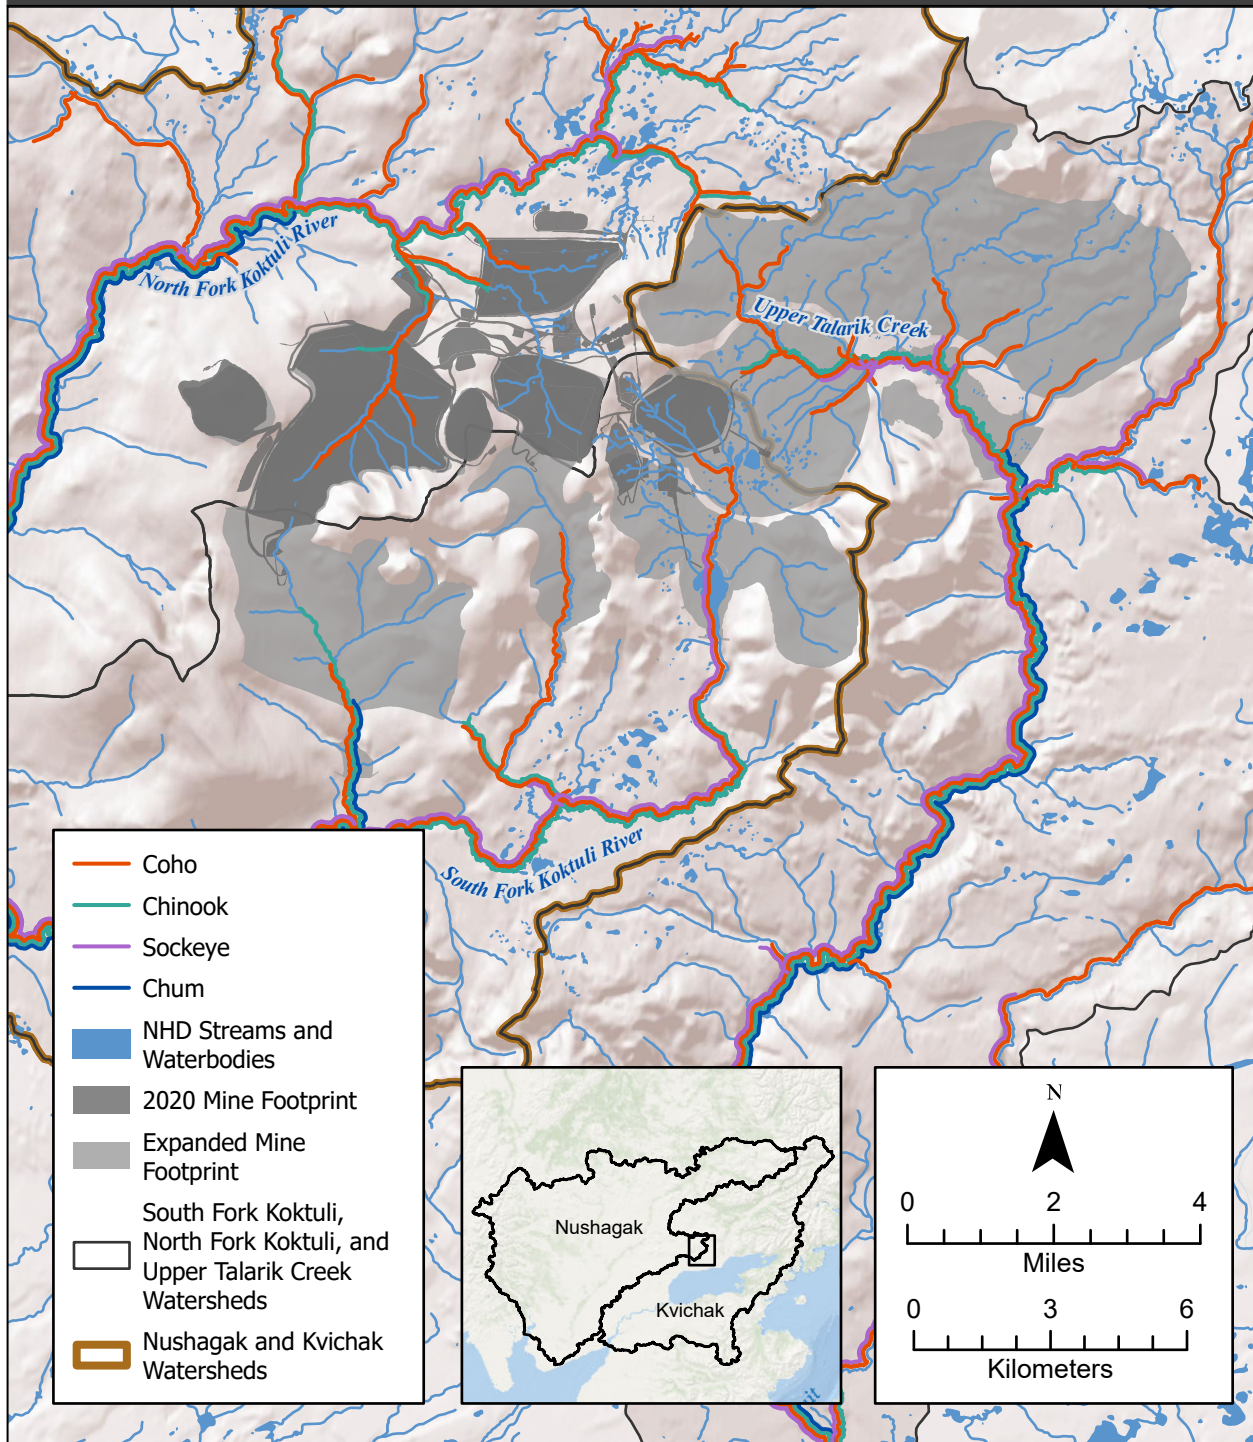 North Fork Koktuli River
Upper Talarik Creek
South Fork Koktuli River
Coho
Chinook
Sockeye
Chum
NHD Streams and
Waterbodies
2020 Mine Footprint
Expanded Mine
Footprint
South Fork Koktuli,
North Fork Koktuli, and
Upper Talarik Creek
Watersheds
Nushagak and Kvichak
Watersheds
Nushagak
Kvichak
N
0 2 4
Miles
0 3 6
Kilometers